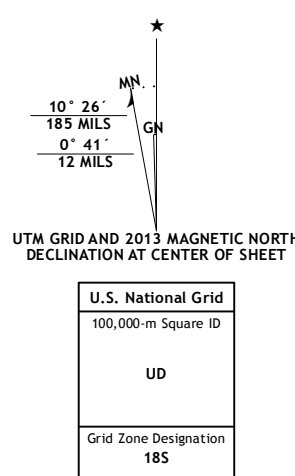 ★
MN
10° 26´
185 MILS
GN
0° 41´
12 MILS
UTM GRID AND 2013 MAGNETIC NORTH
DECLINATION AT CENTER OF SHEET
U.S. National Grid
100,000-m Square ID
UD
Grid Zone Designation
18S